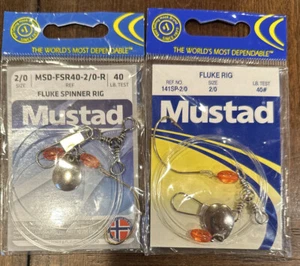 THE WORLD'S MOST DEPENDABLE
2/0 MSD-FSR40-2/0-R 40
SIZE REF LB. TEST
FLUKE SPINNER RIG
Mustad
THE WORLD'S MOST DEPENDABLE
FLUKE RIG
REF. NO. SIZE LB. TEST
141SP-2/0 2/0 40#
Mustad